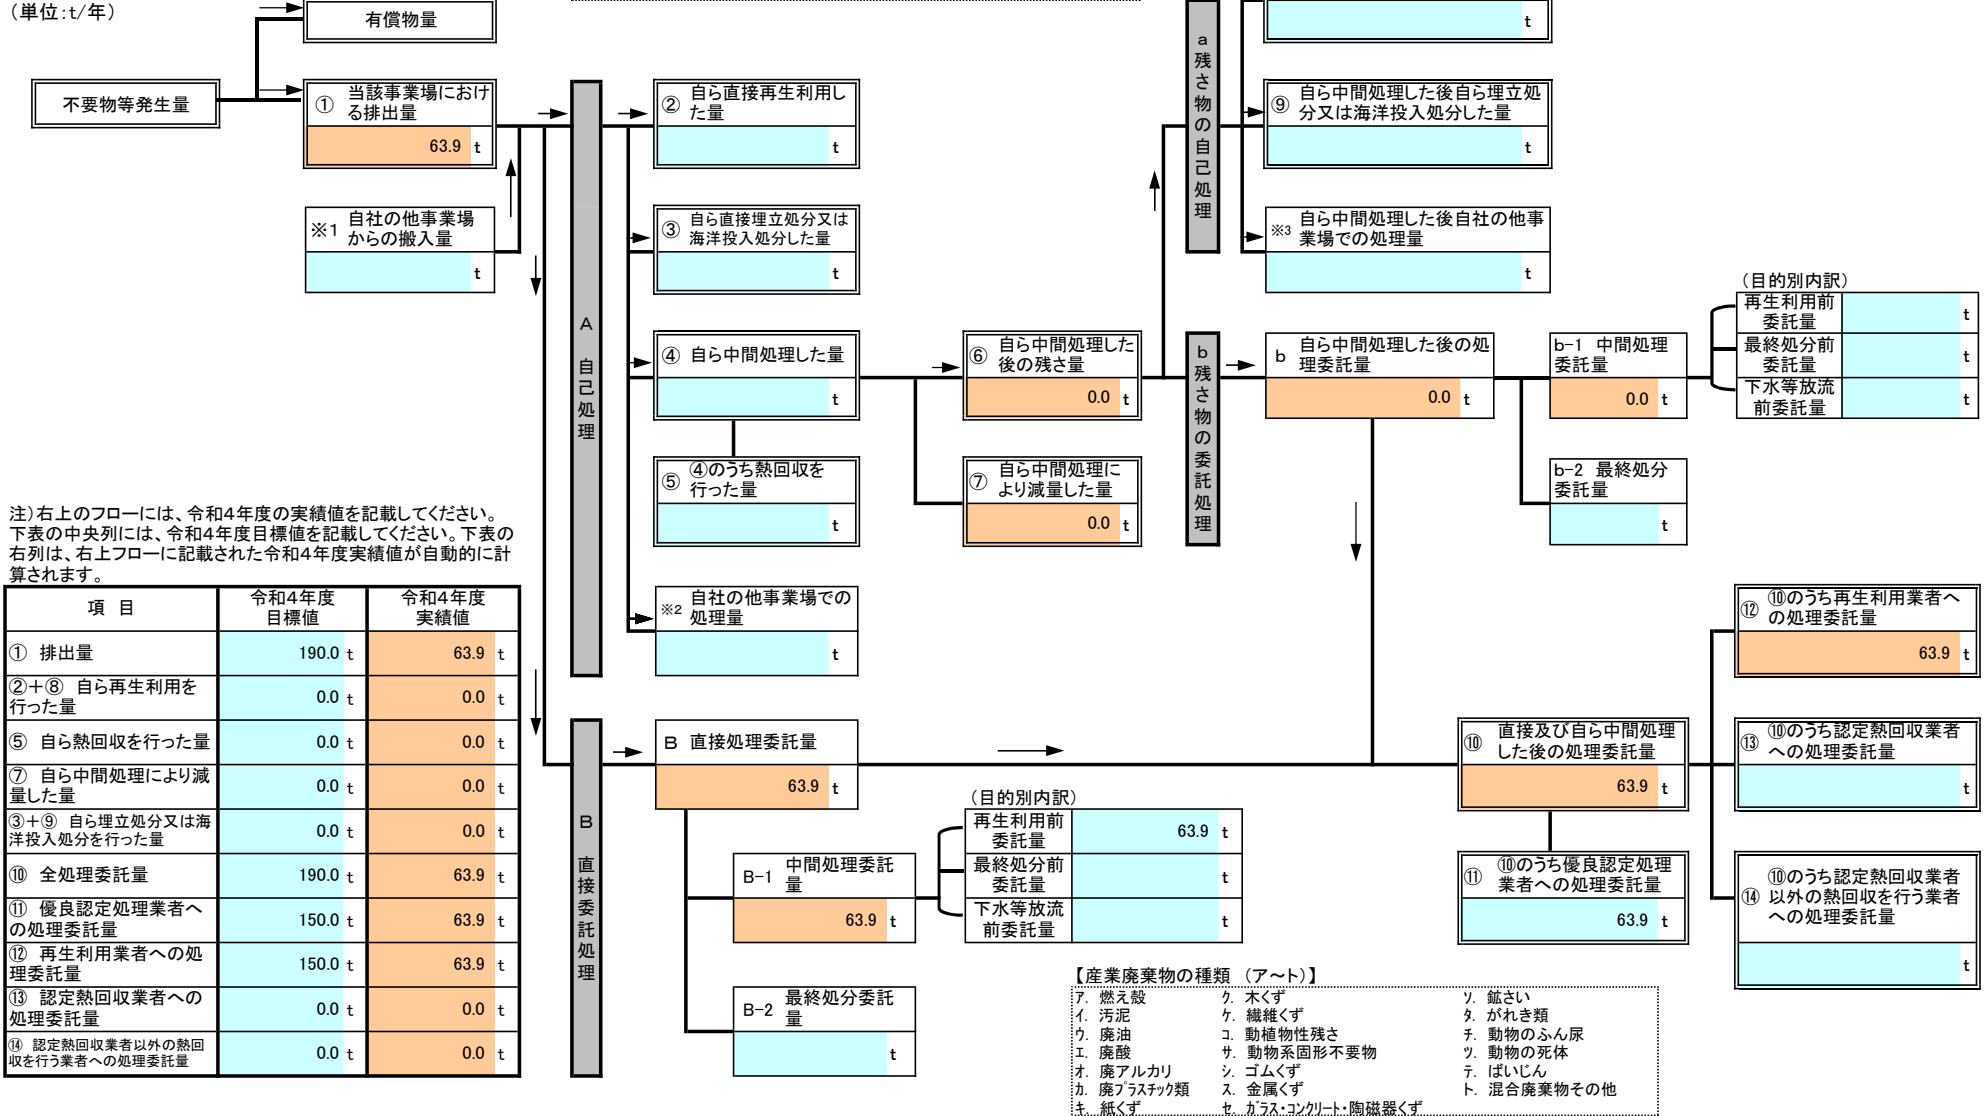 (単位:t/年)
有償物量
不要物等発生量
① 当該事業場におけ
る排出量
63.9 t
※1 自社の他事業場
からの搬入量
t
A 自己処理
② 自ら直接再生利用し
た量
t
③ 自ら直接埋立処分又は
海洋投入処分した量
t
④ 自ら中間処理した量
t
⑤ ④のうち熱回収を
行った量
t
※2 自社の他事業場での
処理量
t
⑥ 自ら中間処理した
後の残さ量
0.0 t
⑦ 自ら中間処理に
より減量した量
0.0 t
a 残さ物の自己処理
t
⑨ 自ら中間処理した後自ら埋立処
分又は海洋投入処分した量
t
※3 自ら中間処理した後自社の他事
業場での処理量
t
b 残さ物の委託処理
b 自ら中間処理した後の処
理委託量
0.0 t
b-1 中間処理
委託量
0.0 t
b-2 最終処分
委託量
t
(目的別内訳)
再生利用前
委託量
t
最終処分前
委託量
t
下水等放流
前委託量
t
注)右上のフローには、令和4年度の実績値を記載してください。
下表の中央列には、令和4年度目標値を記載してください。下表の
右列は、右上フローに記載された令和4年度実績値が自動的に計
算されます。
項 目 令和4年度
目標値 令和4年度
実績値
① 排出量 190.0 t 63.9 t
②+⑧ 自ら再生利用を
行った量 0.0 t 0.0 t
⑤ 自ら熱回収を行った量 0.0 t 0.0 t
⑦ 自ら中間処理により減
量した量 0.0 t 0.0 t
③+⑨ 自ら埋立処分又は海
洋投入処分を行った量 0.0 t 0.0 t
⑩ 全処理委託量 190.0 t 63.9 t
⑪ 優良認定処理業者へ
の処理委託量 150.0 t 63.9 t
⑫ 再生利用業者への処
理委託量 150.0 t 63.9 t
⑬ 認定熱回収業者への
処理委託量 0.0 t 0.0 t
⑭ 認定熱回収業者以外の熱回
収を行う業者への処理委託量 0.0 t 0.0 t
B 直接委託処理
B 直接処理委託量
63.9 t
B-1 中間処理委託
量
63.9 t
B-2 最終処分委託
量
t
(目的別内訳)
再生利用前
委託量
63.9 t
最終処分前
委託量
t
下水等放流
前委託量
t
⑩ 直接及び自ら中間処理
した後の処理委託量
63.9 t
⑪ ⑩のうち優良認定処理
業者への処理委託量
63.9 t
⑫ ⑩のうち再生利用業者へ
の処理委託量
63.9 t
⑬ ⑩のうち認定熱回収業者
への処理委託量
t
⑭ ⑩のうち認定熱回収業者
以外の熱回収を行う業者
への処理委託量
t
【産業廃棄物の種類 (ア~ト)】
ア. 燃え殻 ク. 木くず ソ. 鉱さい
イ. 汚泥 ケ. 繊維くず タ. がれき類
ウ. 廃油 コ. 動植物性残さ チ. 動物のふん尿
エ. 廃酸 サ. 動物系固形不要物 ツ. 動物の死体
オ. 廃アルカリ シ. ゴムくず テ. ばいじん
カ. 廃プラスチック類 ス. 金属くず ト. 混合廃棄物その他
キ. 紙くず セ. ガラス・コンクリート・陶磁器くず